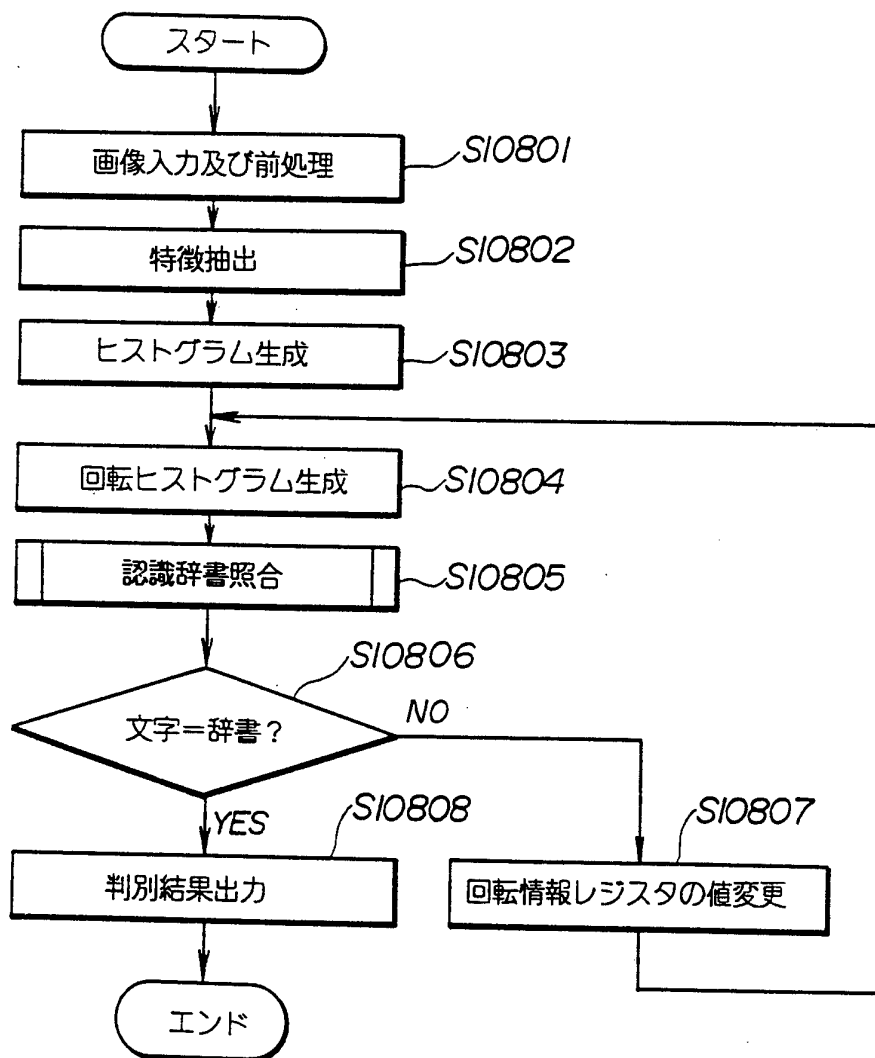 スタート
画像入力及び前処理
S10801
特徴抽出
S10802
ヒストグラム生成
S10803
回転ヒストグラム生成
S10804
認識辞書照合
S10805
S10806
文字=辞書?
NO
YES
S10808
S10807
判別結果出力
回転情報レジスタの値変更
エンド